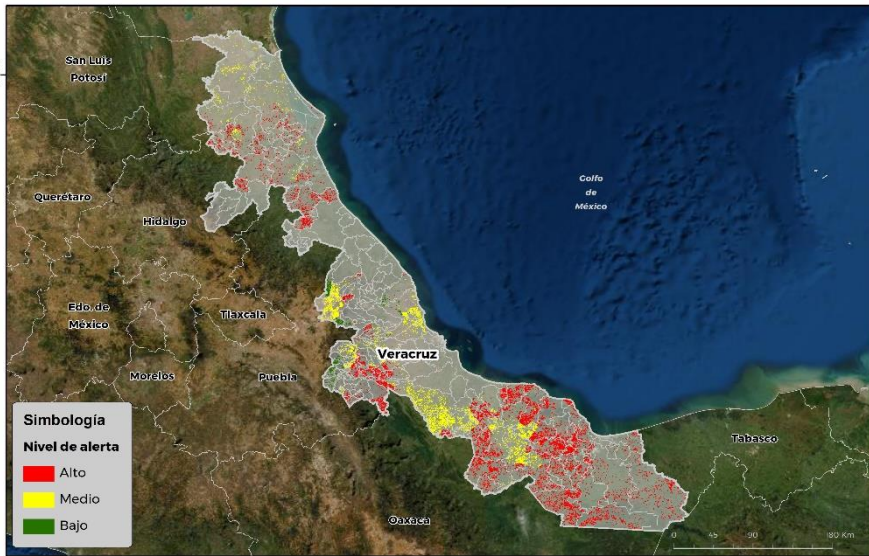 San Luis
Potosí
Querétaro
Hidalgo
Golfo
de
México
Edo. de
México
Tlaxcala
Veracruz
Morelos
Puebla
Tabasco
Oaxaca
Simbología
Nivel de alerta
Alto
Medio
Bajo
0 45 90 180 Km